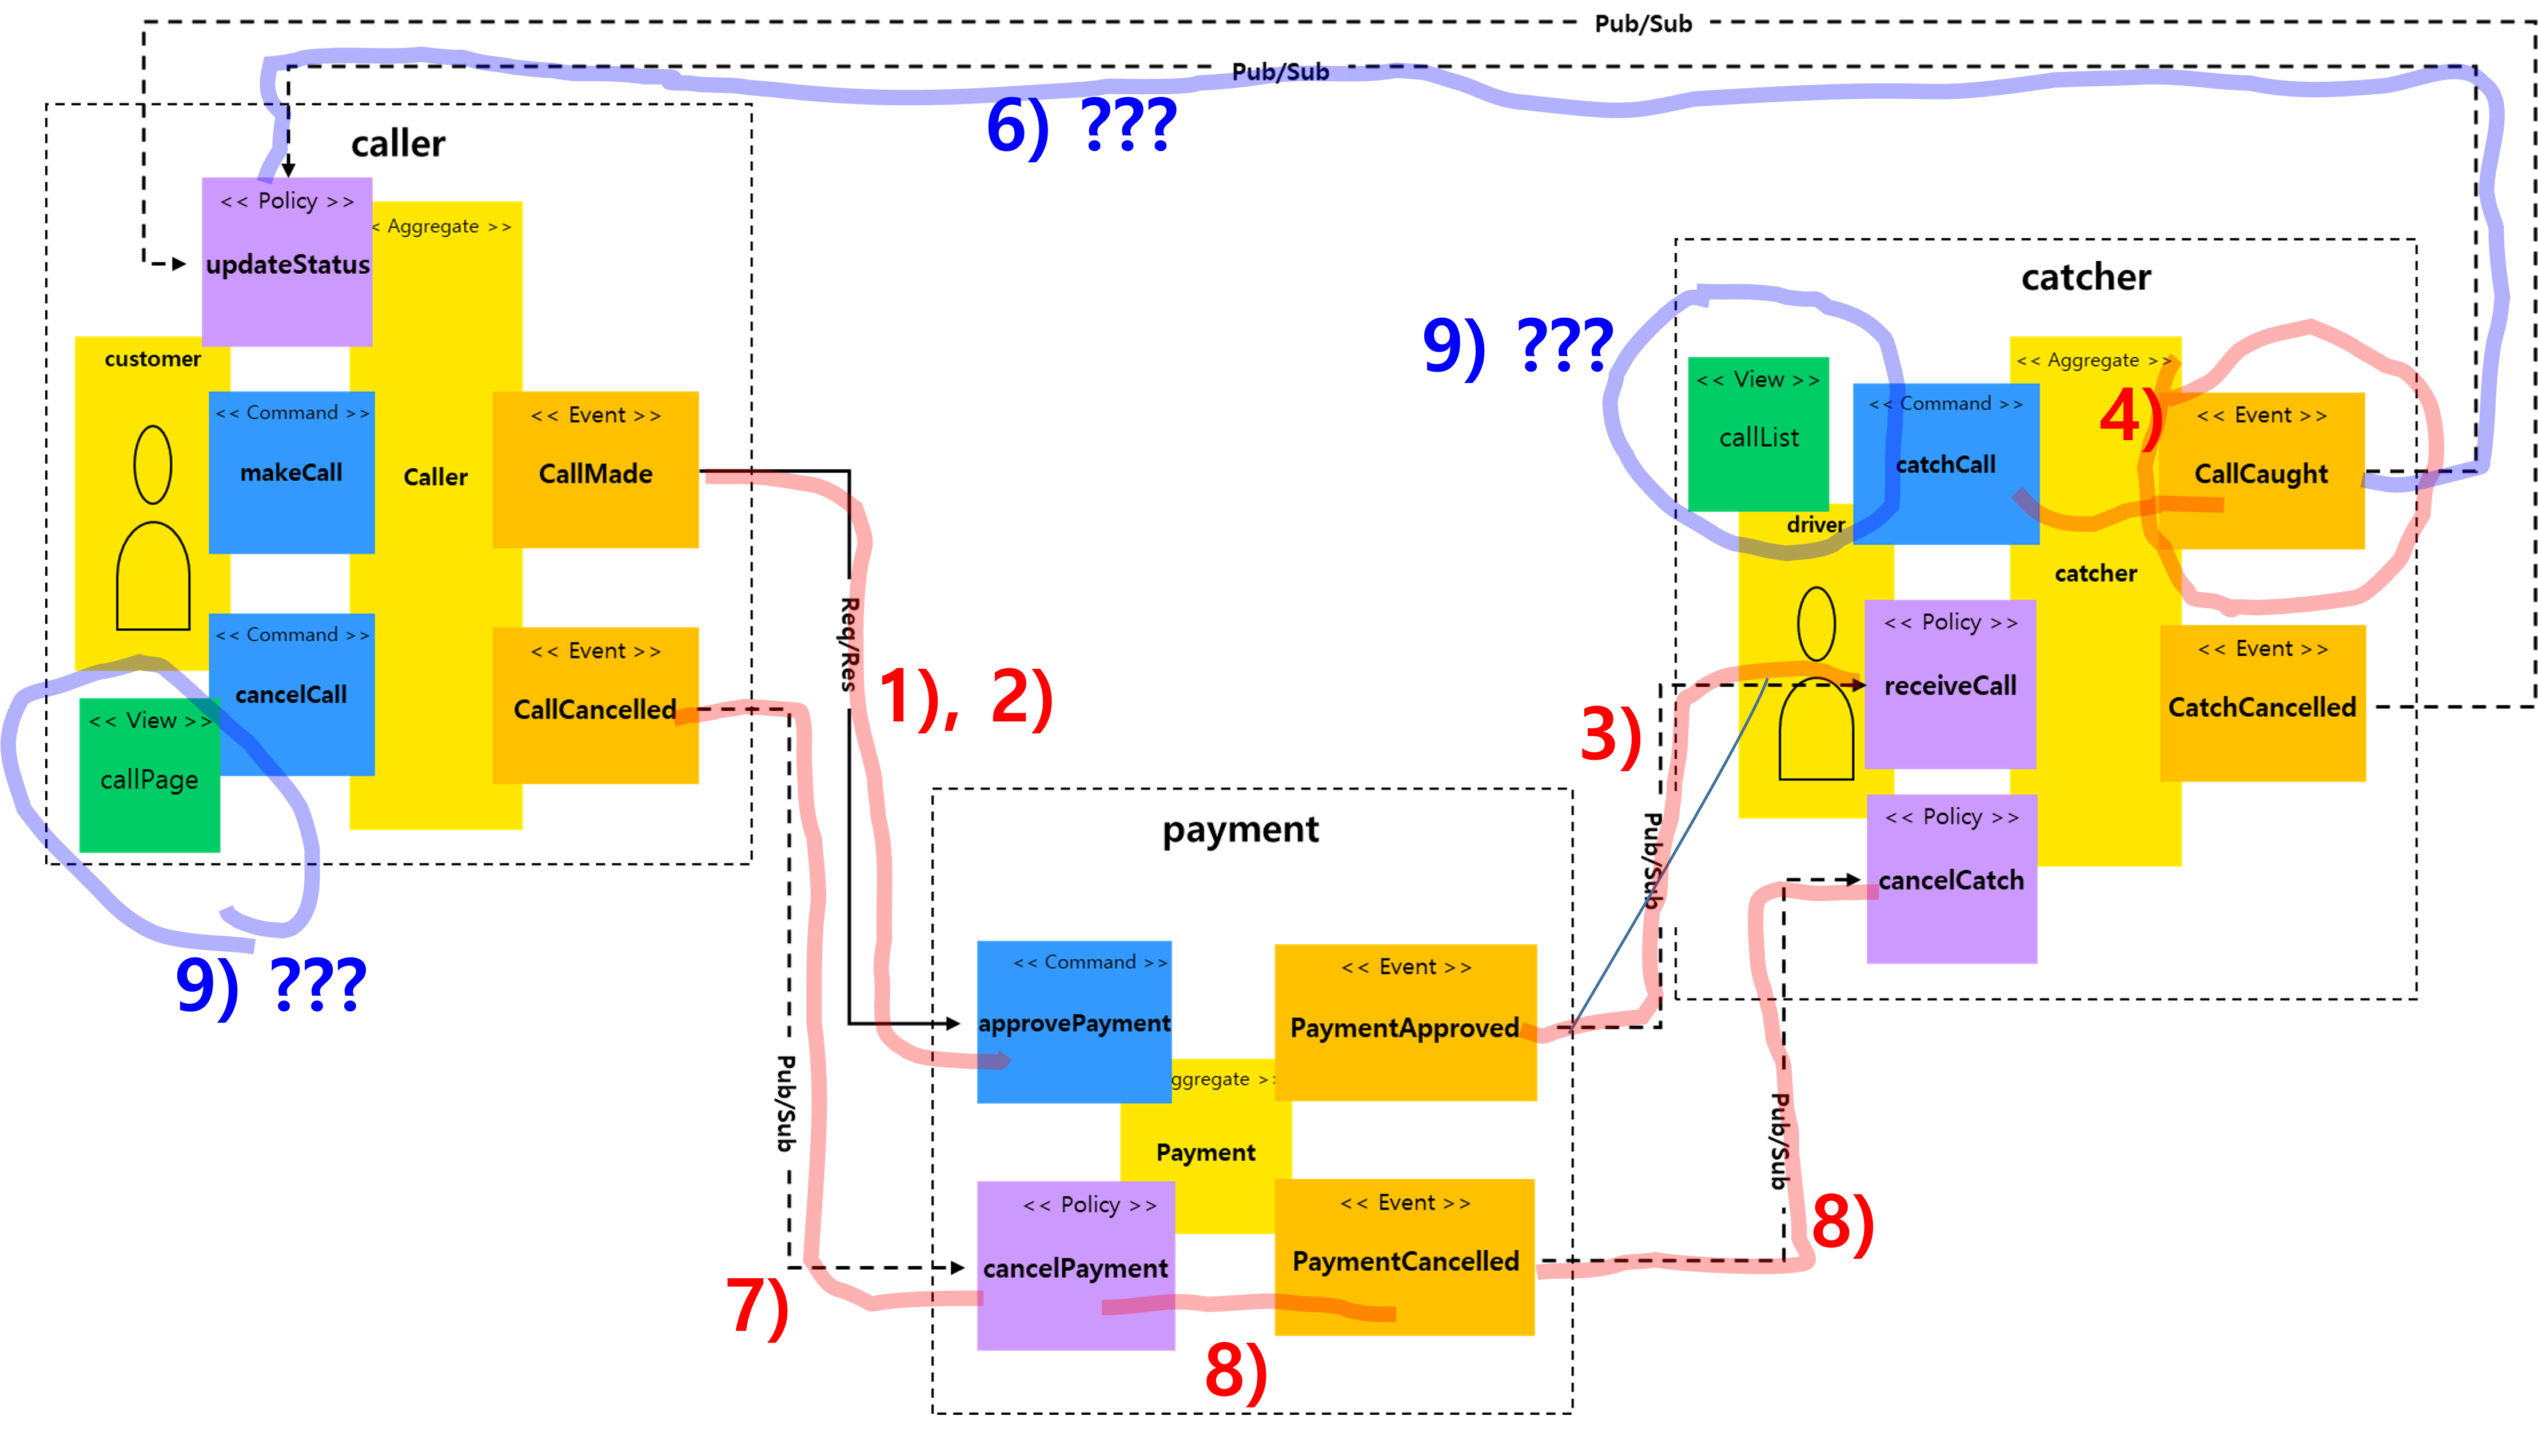 Pub/Sub
Pub/Sub
6) ???
caller
<< Policy >>
updateStatus
< Aggregate >>
Caller
customer
<< Command >>
makeCall
<< Event >>
CallMade
<< Command >>
cancelCall
<< Event >>
CallCancelled
<< View >>
callPage
9) ???
Req/Res
1), 2)
Pub/Sub
7)
payment
<< Command >>
approvePayment
<< Event >>
PaymentApproved
ggregate >
Payment
<< Policy >>
cancelPayment
<< Event >>
PaymentCancelled
8)
3)
Pub/Sub
Pub/Sub
8)
catcher
9) ???
<< View >>
callList
<< Command >>
catchCall
<< Aggregate >>
catcher
4)
<< Event >>
CallCaught
driver
<< Policy >>
receiveCall
<< Event >>
CatchCancelled
<< Policy >>
cancelCatch